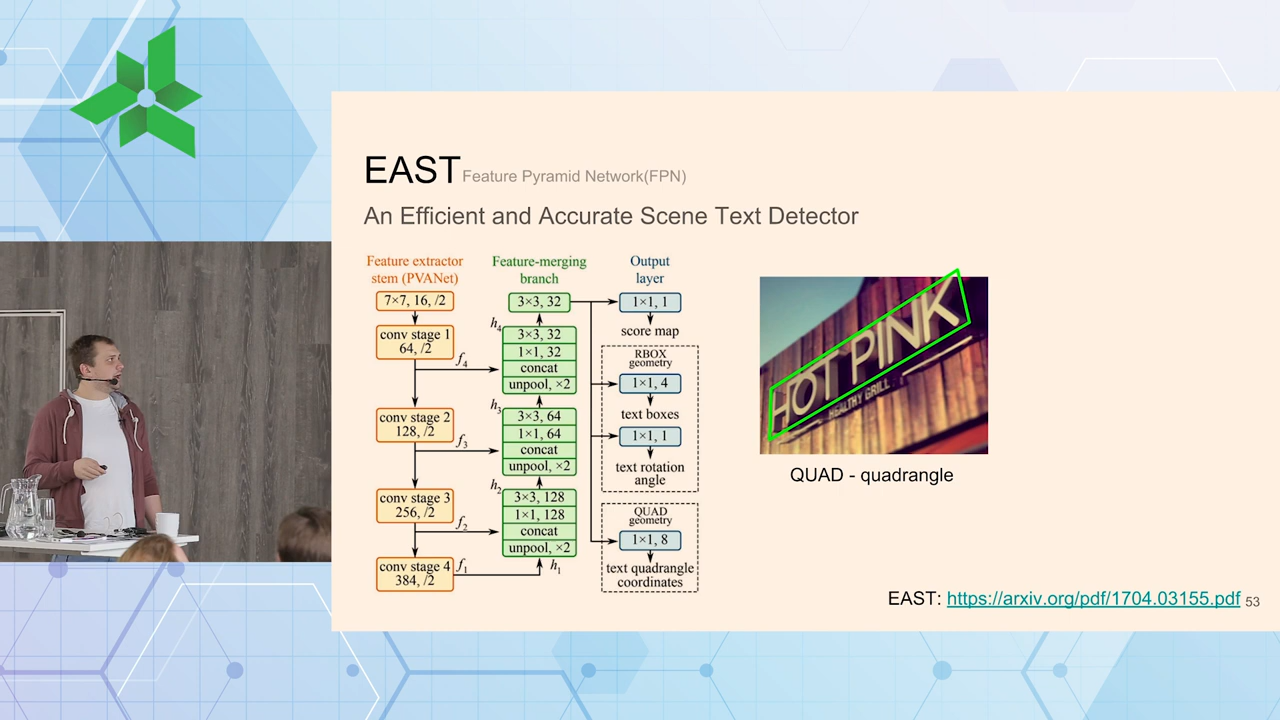 EAST Feature Pyramid Network(FPN)
An Efficient and Accurate Scene Text Detector
Feature extractor
stem (PVANet)
7×7, 16, /2
conv stage 1
64, /2
f4
conv stage 2
128, /2
f3
conv stage 3
256, /2
f2
conv stage 4
384, /2
f1
Feature-merging
branch
3×3, 32
h4
3×3, 32
1×1, 32
concat
unpool, ×2
h3
3×3, 64
1×1, 64
concat
unpool, ×2
h2
3×3, 128
1×1, 128
concat
unpool, ×2
h1
Output
layer
1×1, 1
score map
RBOX
geometry
1×1, 4
text boxes
1×1, 1
text rotation
angle
QUAD
geometry
1×1, 8
text quadrangle
coordinates
HOT PINK
HEALTHY GRILL
QUAD - quadrangle
EAST: https://arxiv.org/pdf/1704.03155.pdf 53